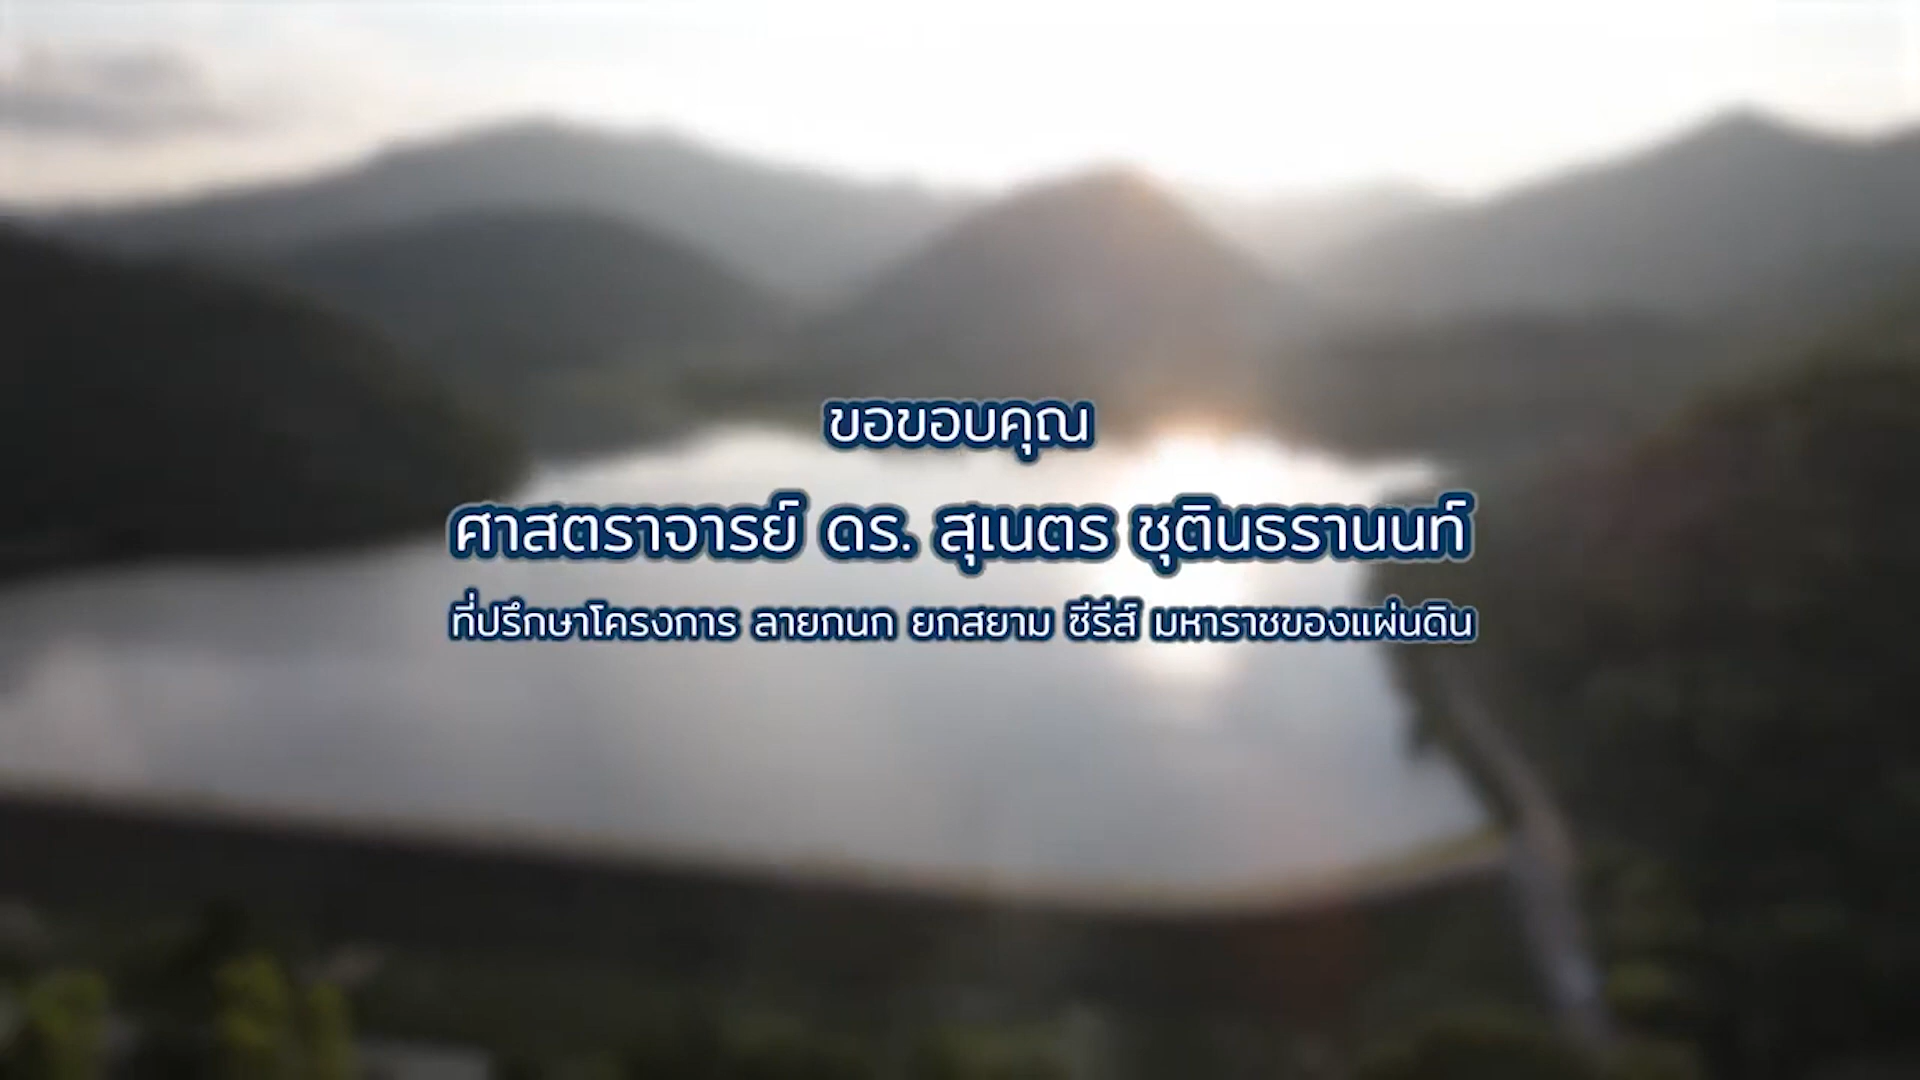 ขอขอบคุณ
ศาสตราจารย์ ดร. สุเนตร ชุตินธรานนท์
ที่ปรึกษาโครงการ ลายกนก ยกสยาม ซีรีส์ มหาราชของแผ่นดิน